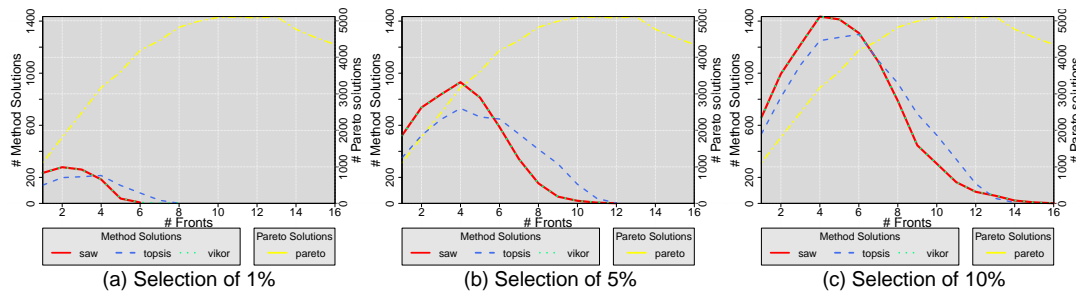 # Method Solutions
0 200 600 1000 1400
2 4 6 8 10 12 14 16
# Fronts
0 1000 2000 3000 4000 5000
# Pareto solutions
Method Solutions
saw topsis vikor
Pareto Solutions
pareto
(a) Selection of 1%
# Method Solutions
0 200 600 1000 1400
2 4 6 8 10 12 14 16
# Fronts
0 1000 2000 3000 4000 5000
# Pareto solutions
Method Solutions
saw topsis vikor
Pareto Solutions
pareto
(b) Selection of 5%
# Method Solutions
0 200 600 1000 1400
2 4 6 8 10 12 14 16
# Fronts
0 1000 2000 3000 4000 5000
# Pareto solutions
Method Solutions
saw topsis vikor
Pareto Solutions
pareto
(c) Selection of 10%